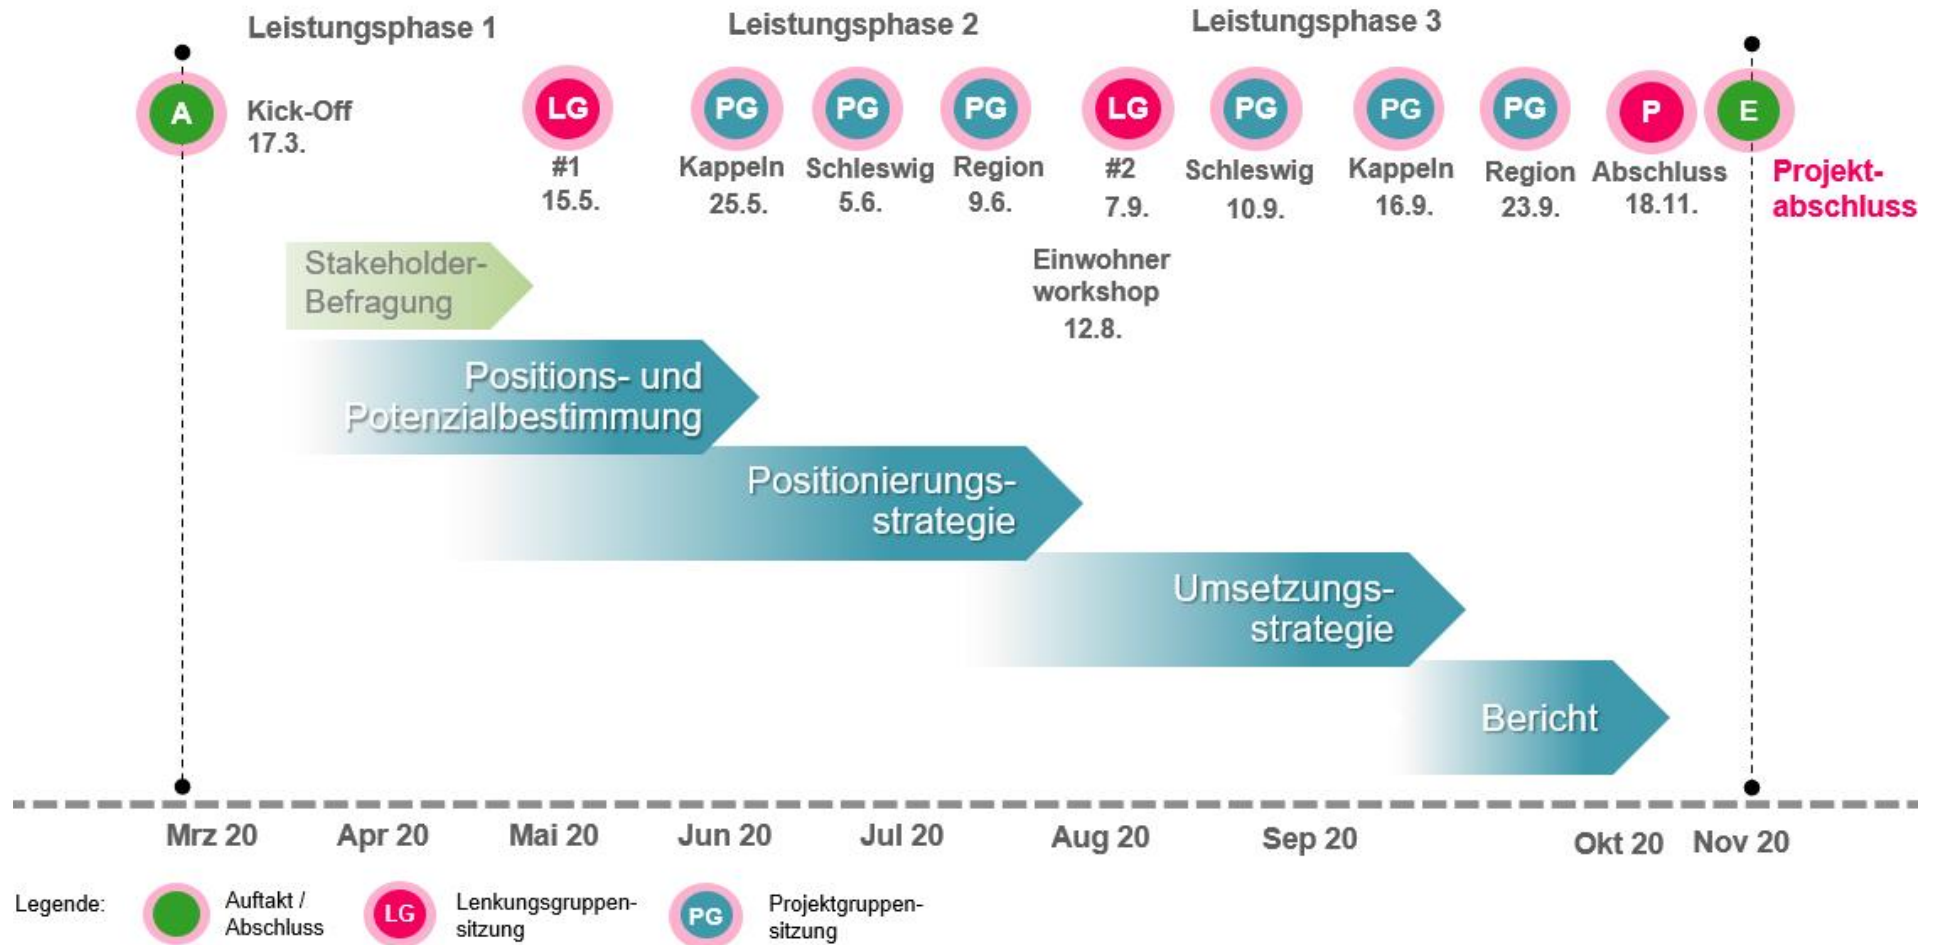 Leistungsphase 1
Leistungsphase 2
Leistungsphase 3
A
Kick-Off
17.3.
LG
#1
15.5.
PG
Kappeln
25.5.
PG
Schleswig
5.6.
PG
Region
9.6.
LG
#2
7.9.
PG
Schleswig
10.9.
PG
Kappeln
16.9.
PG
Region
23.9.
P
Abschluss
18.11.
E
Projekt-
abschluss
Einwohner
workshop
12.8.
Stakeholder-
Befragung
Positions- und
Potenzialbestimmung
Positionierungs-
strategie
Umsetzungs-
strategie
Bericht
Mrz 20
Apr 20
Mai 20
Jun 20
Jul 20
Aug 20
Sep 20
Okt 20
Nov 20
Legende:
Auftakt /
Abschluss
LG
Lenkungsgruppen-
sitzung
PG
Projektgruppen-
sitzung